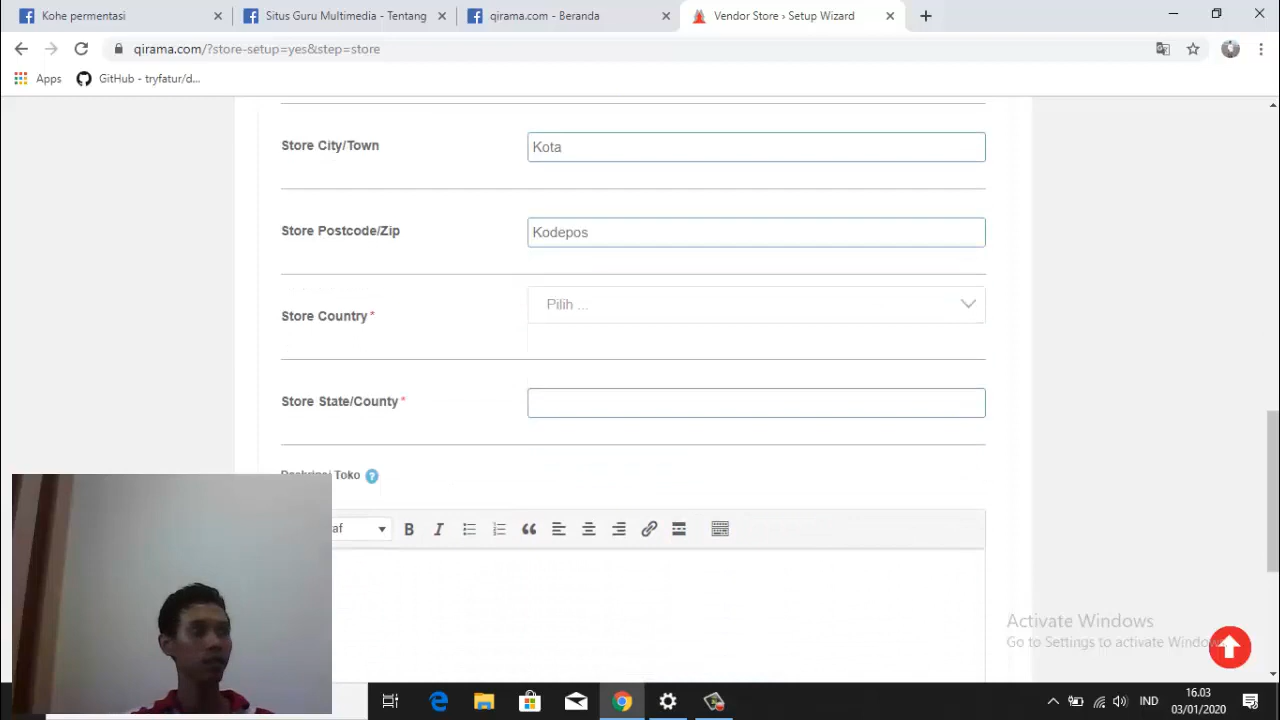 Kohe permentasi
Situs Guru Multimedia - Tentang
qirama.com - Beranda
Vendor Store › Setup Wizard
qirama.com/?store-setup=yes&step=store
Apps
GitHub - tryfatur/d...
Store City/Town
Kota
Store Postcode/Zip
Kodepos
Store Country*
Pilih ...
Store State/County*
Toko
af
Activate Windows
Go to Settings to activate Windows
IND
16.03
03/01/2020